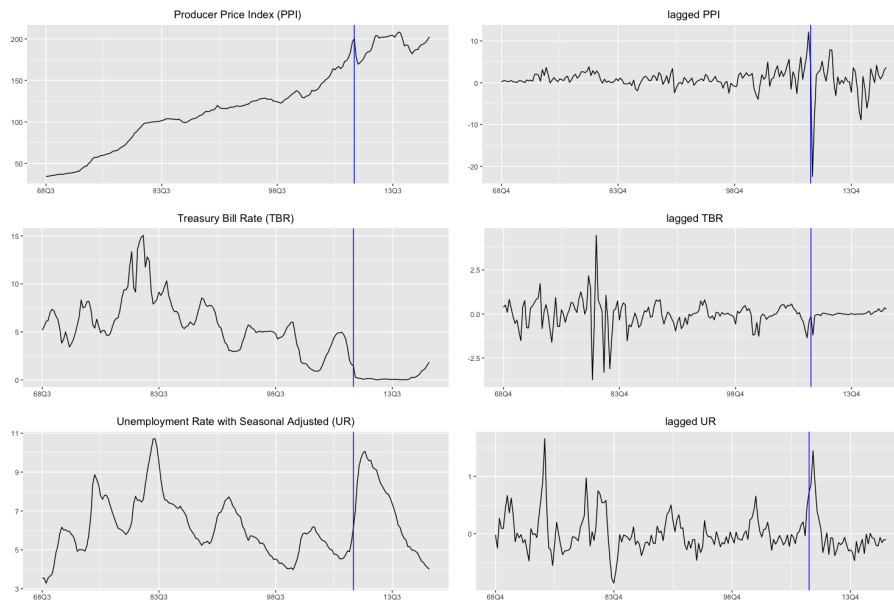 Producer Price Index (PPI)
200
150
100
50
68Q3 83Q3 98Q3 13Q3
lagged PPI
10
0
-10
-20
68Q4 83Q4 98Q4 13Q4
Treasury Bill Rate (TBR)
15
10
5
0
68Q3 83Q3 98Q3 13Q3
lagged TBR
2.5
0.0
-2.5
68Q4 83Q4 98Q4 13Q4
Unemployment Rate with Seasonal Adjusted (UR)
11
9
7
5
3
68Q3 83Q3 98Q3 13Q3
lagged UR
1
0
68Q4 83Q4 98Q4 13Q4